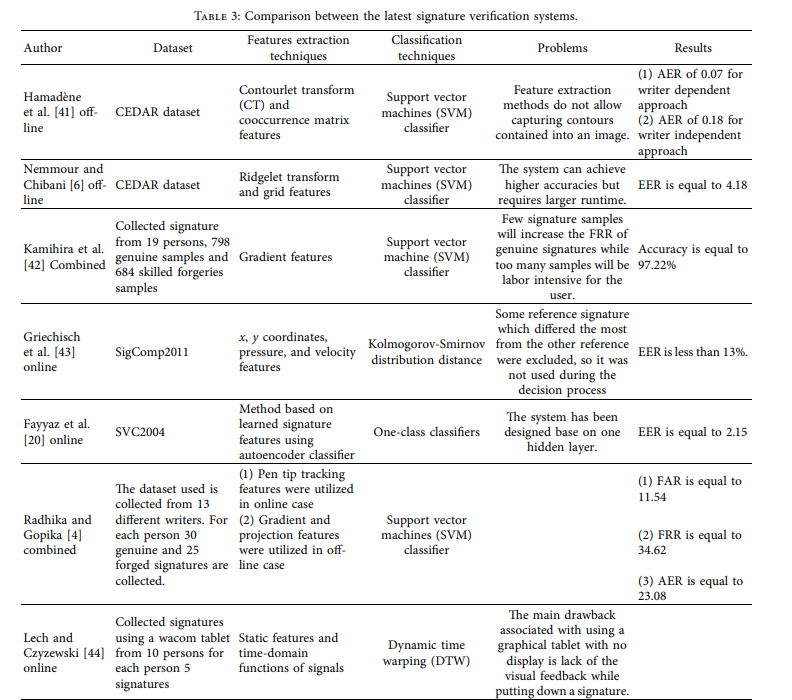 TABLE 3: Comparison between the latest signature verification systems.
Author
Dataset
Features extraction
techniques
Classification
techniques
Problems
Results
Hamadène
et al. [41] off-
line
CEDAR dataset
Contourlet transform
(CT) and
cooccurrence matrix
features
Support vector
machines (SVM)
classifier
Feature extraction
methods do not allow
capturing contours
contained into an image.
(1) AER of 0.07 for
writer dependent
approach
(2) AER of 0.18 for
writer independent
approach
Nemmour and
Chibani [6] off-
line
CEDAR dataset
Ridgelet transform
and grid features
Support vector
machines (SVM)
classifier
The system can achieve
higher accuracies but
requires larger runtime.
EER is equal to 4.18
Kamihira et al.
[42] Combined
Collected signature
from 19 persons, 798
genuine samples and
684 skilled forgeries
samples
Gradient features
Support vector
machine (SVM)
classifier
Few signature samples
will increase the FRR of
genuine signatures while
too many samples will be
labor intensive for the
user.
Accuracy is equal to
97.22%
Griechisch
et al. [43]
online
SigComp2011
x, y coordinates,
pressure, and velocity
features
Kolmogorov-Smirnov
distribution distance
Some reference signature
which differed the most
from the other reference
were excluded, so it was
not used during the
decision process
EER is less than 13%.
Fayyaz et al.
[20] online
SVC2004
Method based on
learned signature
features using
autoencoder classifier
One-class classifiers
The system has been
designed base on one
hidden layer.
EER is equal to 2.15
Radhika and
Gopika [4]
combined
The dataset used is
collected from 13
different writers. For
each person 30
genuine and 25
forged signatures are
collected.
(1) Pen tip tracking
features were utilized
in online case
(2) Gradient and
projection features
were utilized in off-
line case
Support vector
machines (SVM)
classifier
(1) FAR is equal to
11.54
(2) FRR is equal to
34.62
(3) AER is equal to
23.08
Lech and
Czyzewski [44]
online
Collected signatures
using a wacom tablet
from 10 persons for
each person 5
signatures
Static features and
time-domain
functions of signals
Dynamic time
warping (DTW)
The main drawback
associated with using a
graphical tablet with no
display is lack of the
visual feedback while
putting down a signature.